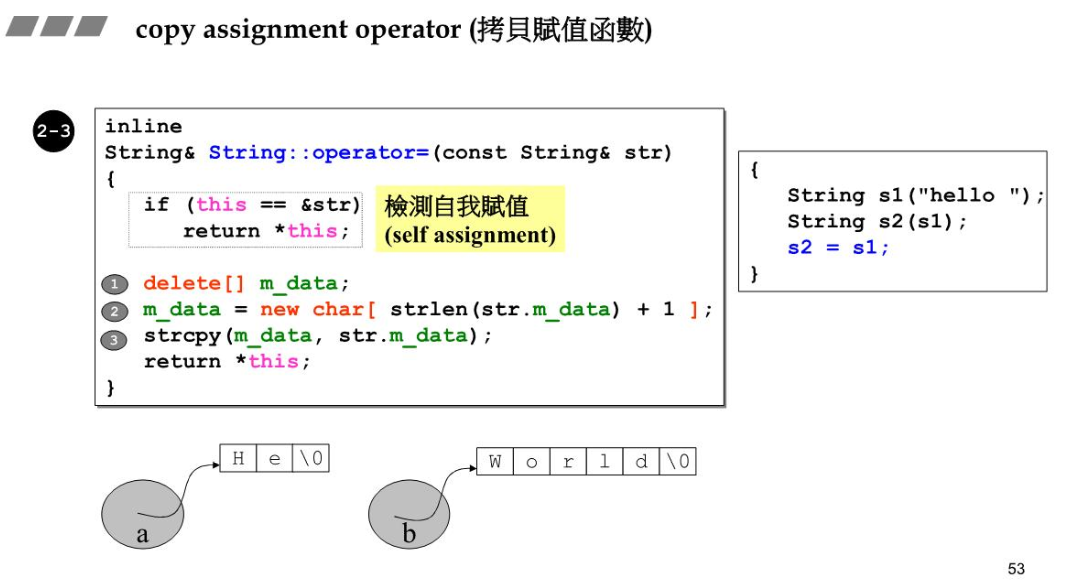 copy assignment operator (拷貝賦值函數)
2-3
inline
String& String::operator=(const String& str)
{
if (this == &str)
return *this;
檢測自我賦值
(self assignment)
1 delete[] m_data;
2 m_data = new char[ strlen(str.m_data) + 1 ];
3 strcpy(m_data, str.m_data);
return *this;
}
{
String s1("hello ");
String s2(s1);
s2 = s1;
}
H e \0
W o r l d \0
a
b
53